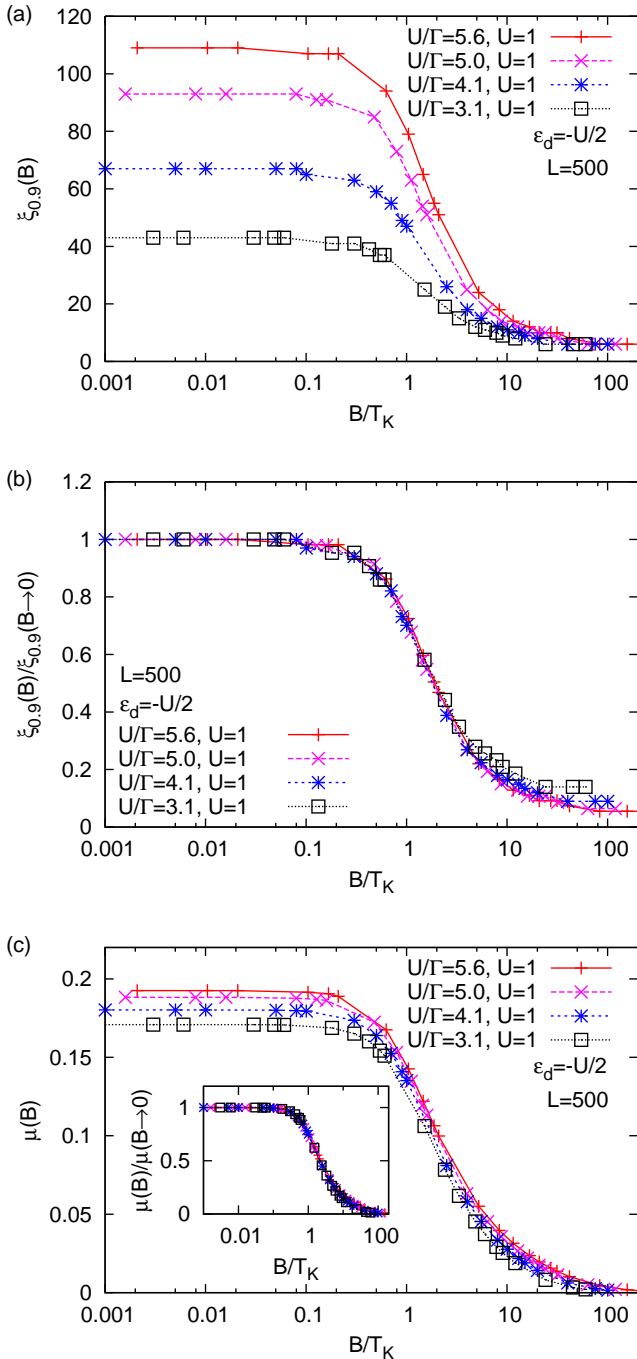 (a)
120
100
80
60
40
20
0
ξ0.9(B)
U/Γ=5.6, U=1
U/Γ=5.0, U=1
U/Γ=4.1, U=1
U/Γ=3.1, U=1
εd=-U/2
L=500
0.001
0.01
0.1
1
10
100
B/TK
(b)
1.2
1
0.8
0.6
0.4
0.2
0
ξ0.9(B)/ξ0.9(B→0)
L=500
εd=-U/2
U/Γ=5.6, U=1
U/Γ=5.0, U=1
U/Γ=4.1, U=1
U/Γ=3.1, U=1
0.001
0.01
0.1
1
10
100
B/TK
(c)
0.2
0.15
0.1
0.05
0
μ(B)
U/Γ=5.6, U=1
U/Γ=5.0, U=1
U/Γ=4.1, U=1
U/Γ=3.1, U=1
εd=-U/2
L=500
1
0.5
0
μ(B)/μ(B→0)
0.01
1
100
B/TK
0.001
0.01
0.1
1
10
100
B/TK